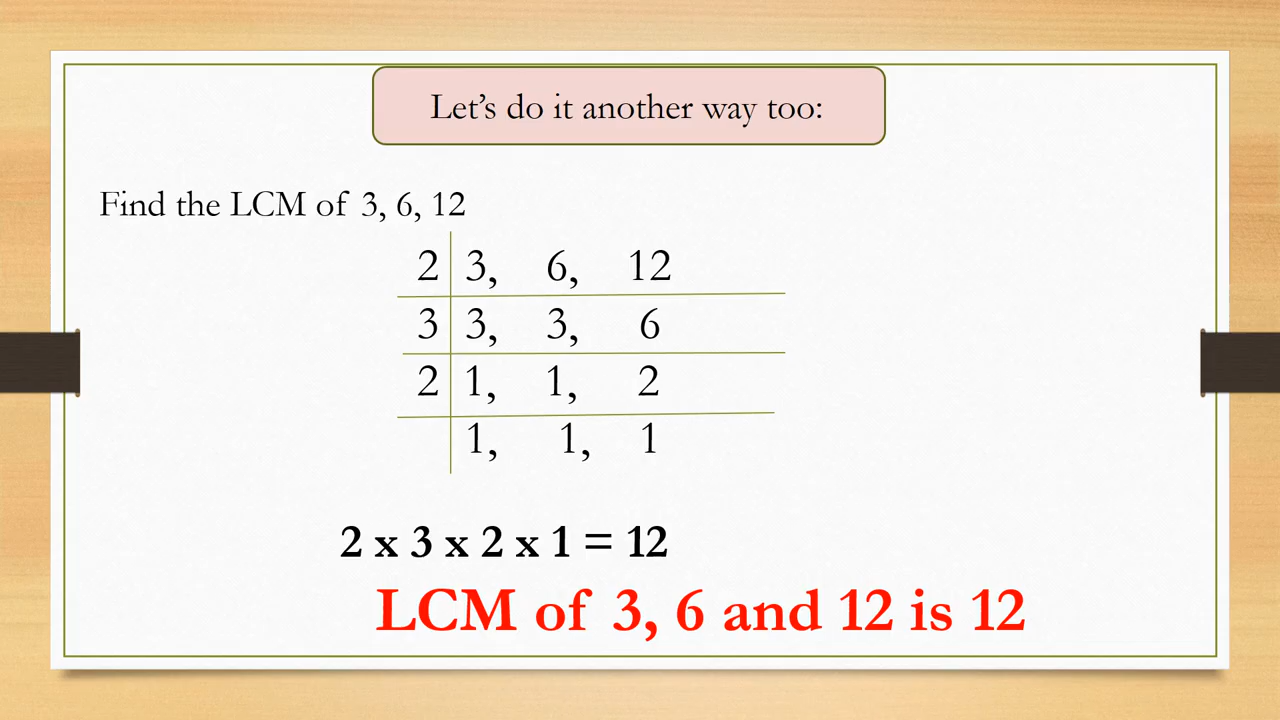 Let's do it another way too:
Find the LCM of 3, 6, 12
2 3, 6, 12
3 3, 3, 6
2 1, 1, 2
1, 1, 1
2 x 3 x 2 x 1 = 12
LCM of 3, 6 and 12 is 12